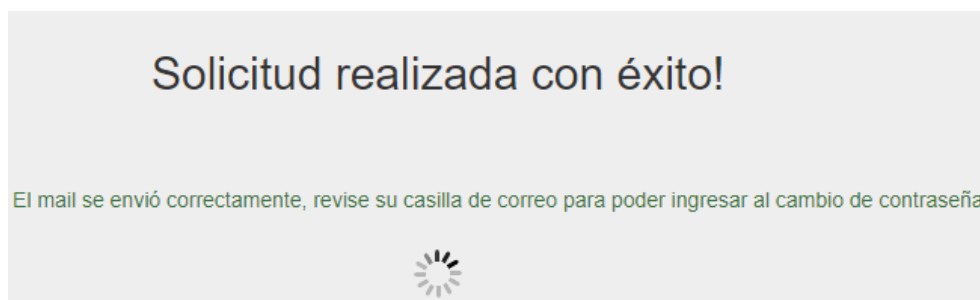 Solicitud realizada con éxito!
El mail se envió correctamente, revise su casilla de correo para poder ingresar al cambio de contraseña